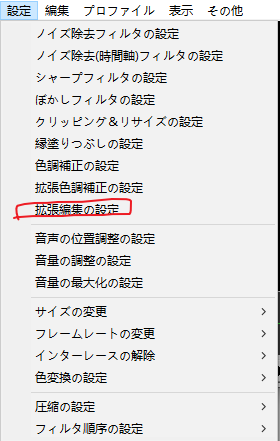 設定 編集 プロファイル 表示 その他
ノイズ除去フィルタの設定
ノイズ除去(時間軸)フィルタの設定
シャープフィルタの設定
ぼかしフィルタの設定
クリッピング＆リサイズの設定
縁塗りつぶしの設定
色調補正の設定
拡張色調補正の設定
拡張編集の設定
音声の位置調整の設定
音量の調整の設定
音量の最大化の設定
サイズの変更
フレームレートの変更
インターレースの解除
色変換の設定
圧縮の設定
フィルタ順序の設定